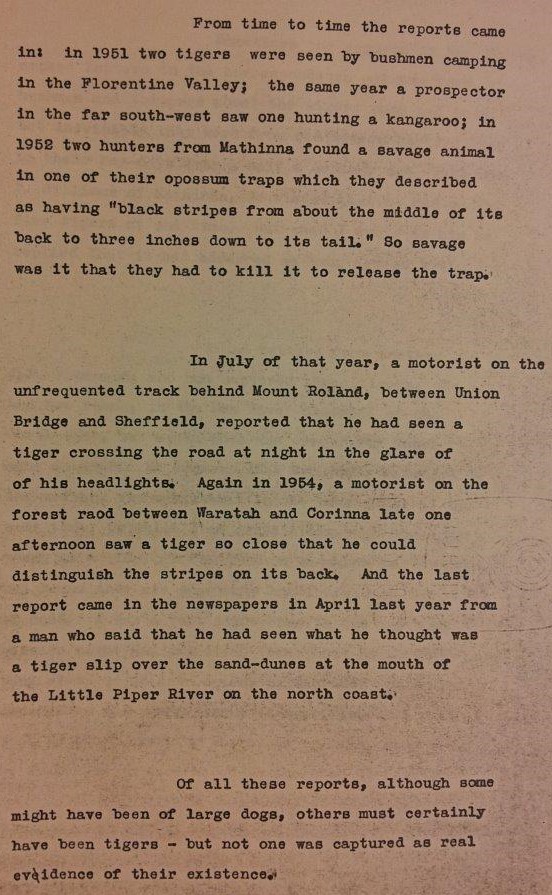 From time to time the reports came
in: in 1951 two tigers were seen by bushmen camping
in the Florentine Valley; the same year a prospector
in the far south-west saw one hunting a kangaroo; in
1952 two hunters from Mathinna found a savage animal
in one of their opossum traps which they described
as having "black stripes from about the middle of its
back to three inches down to its tail." So savage
was it that they had to kill it to release the trap.
In July of that year, a motorist on the
unfrequented track behind Mount Roland, between Union
Bridge and Sheffield, reported that he had seen a
tiger crossing the road at night in the glare of
of his headlights. Again in 1954, a motorist on the
forest raod between Waratah and Corinna late one
afternoon saw a tiger so close that he could
distinguish the stripes on its back. And the last
report came in the newspapers in April last year from
a man who said that he had seen what he thought was
a tiger slip over the sand-dunes at the mouth of
the Little Piper River on the north coast.
Of all these reports, although some
might have been of large dogs, others must certainly
have been tigers - but not one was captured as real
evidence of their existence.